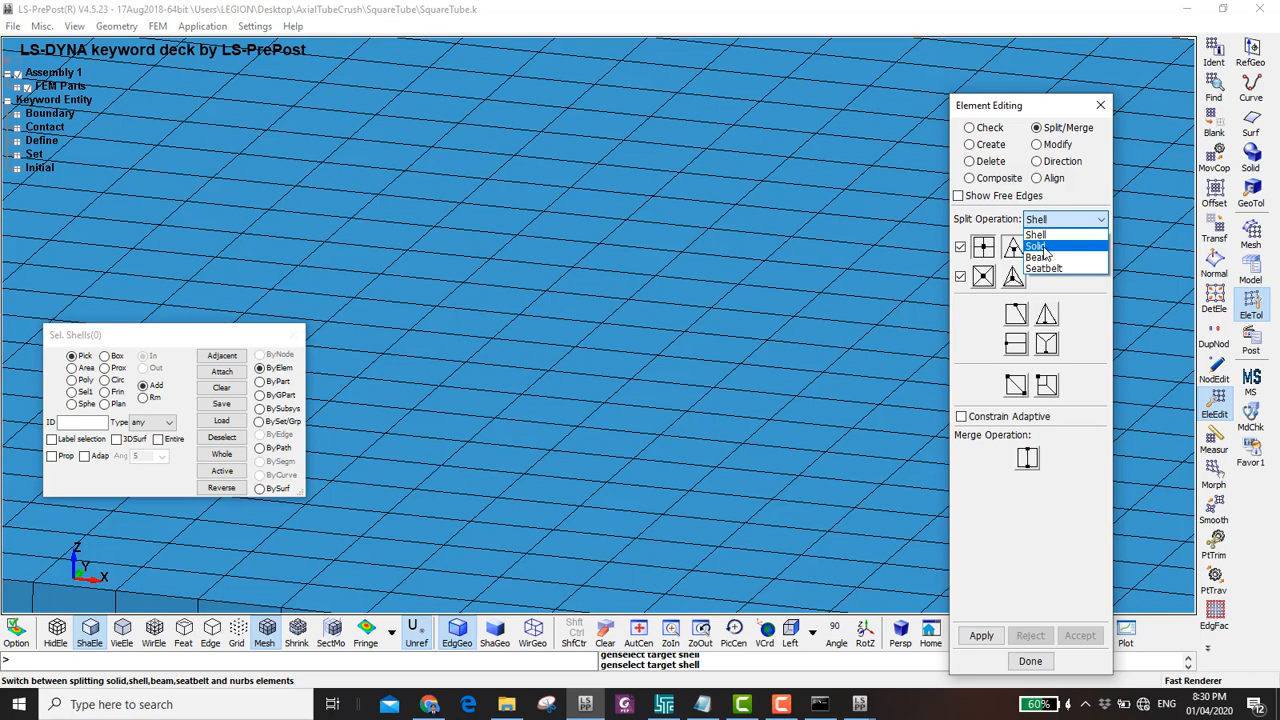 LS-PrePost(R) V4.5.23 - 17Aug2018-64bit \Users\LEGION\Desktop\AxialTubeCrush\SquareTube\SquareTube.k
File Misc. View Geometry FEM Application Settings Help
LS-DYNA keyword deck by LS-PrePost
Assembly 1
FEM Parts
Keyword Entity
Boundary
Contact
Define
Set
Initial
Element Editing
Check Split/Merge
Create Modify
Delete Direction
Composite Align
Show Free Edges
Split Operation: Shell
Shell
Solid
Beam
Seatbelt
Constrain Adaptive
Merge Operation:
Apply Reject Accept
Done
Sel. Shells(0)
Pick Box In Adjacent ByNode
Area Prox Out Attach ByElem
Poly Circ Add Clear ByPart
Sel1 Frin Rm Save ByGPart
Sphe Plan Load BySubsys
ID Type any BySet/Grp
Label selection 3DSurf Entire Deselect ByEdge
Prop Adap Ang 5 Whole ByPath
Active BySegm
ByCurve
Reverse BySurf
Ident RefGeo
Find Curve
Blank Surf
MovCop Solid
Offset GeoTol
Transf Mesh
Normal Model
DetEle EleTol
DupNod Post
NodEdit MS
EleEdit MdChk
Measur Favor1
Morph
Smooth
PtTrim
PtTrav
EdgFac
Z
Y
X
Option HidEle ShaEle VieEle WirEle Feat Edge Grid Mesh Shrink SectMo Fringe Unref EdgGeo ShaGeo WirGeo Shft Ctrl ShfCtr Clear AutCen ZoIn ZoOut PicCen VCrd Left 90 Angle RotZ Persp Home Plot
>
genselect target shell
genselect target shell
Switch between splitting solid,shell,beam,seatbelt and nurbs elements
Fast Renderer
Type here to search
60%
8:30 PM
01/04/2020
12